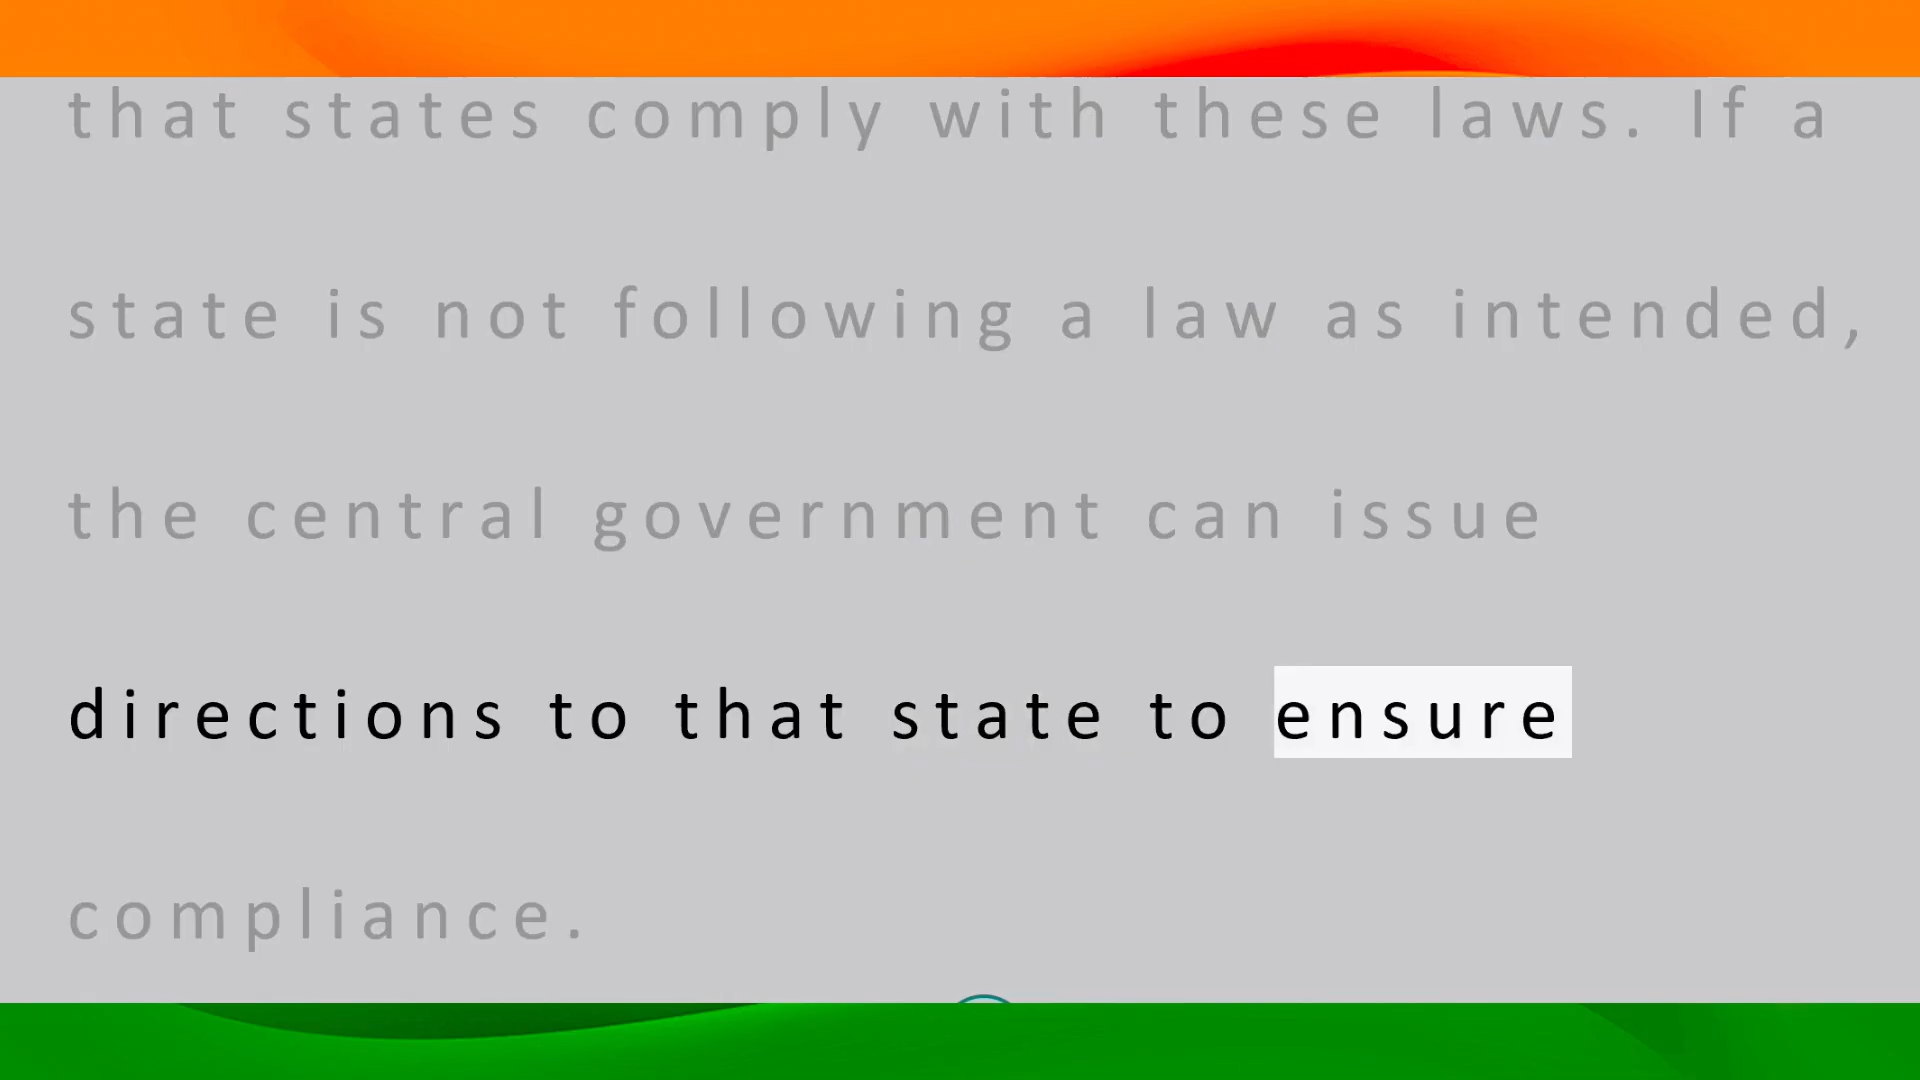 that states comply with these laws. If a
state is not following a law as intended,
the central government can issue
directions to that state to ensure
compliance.